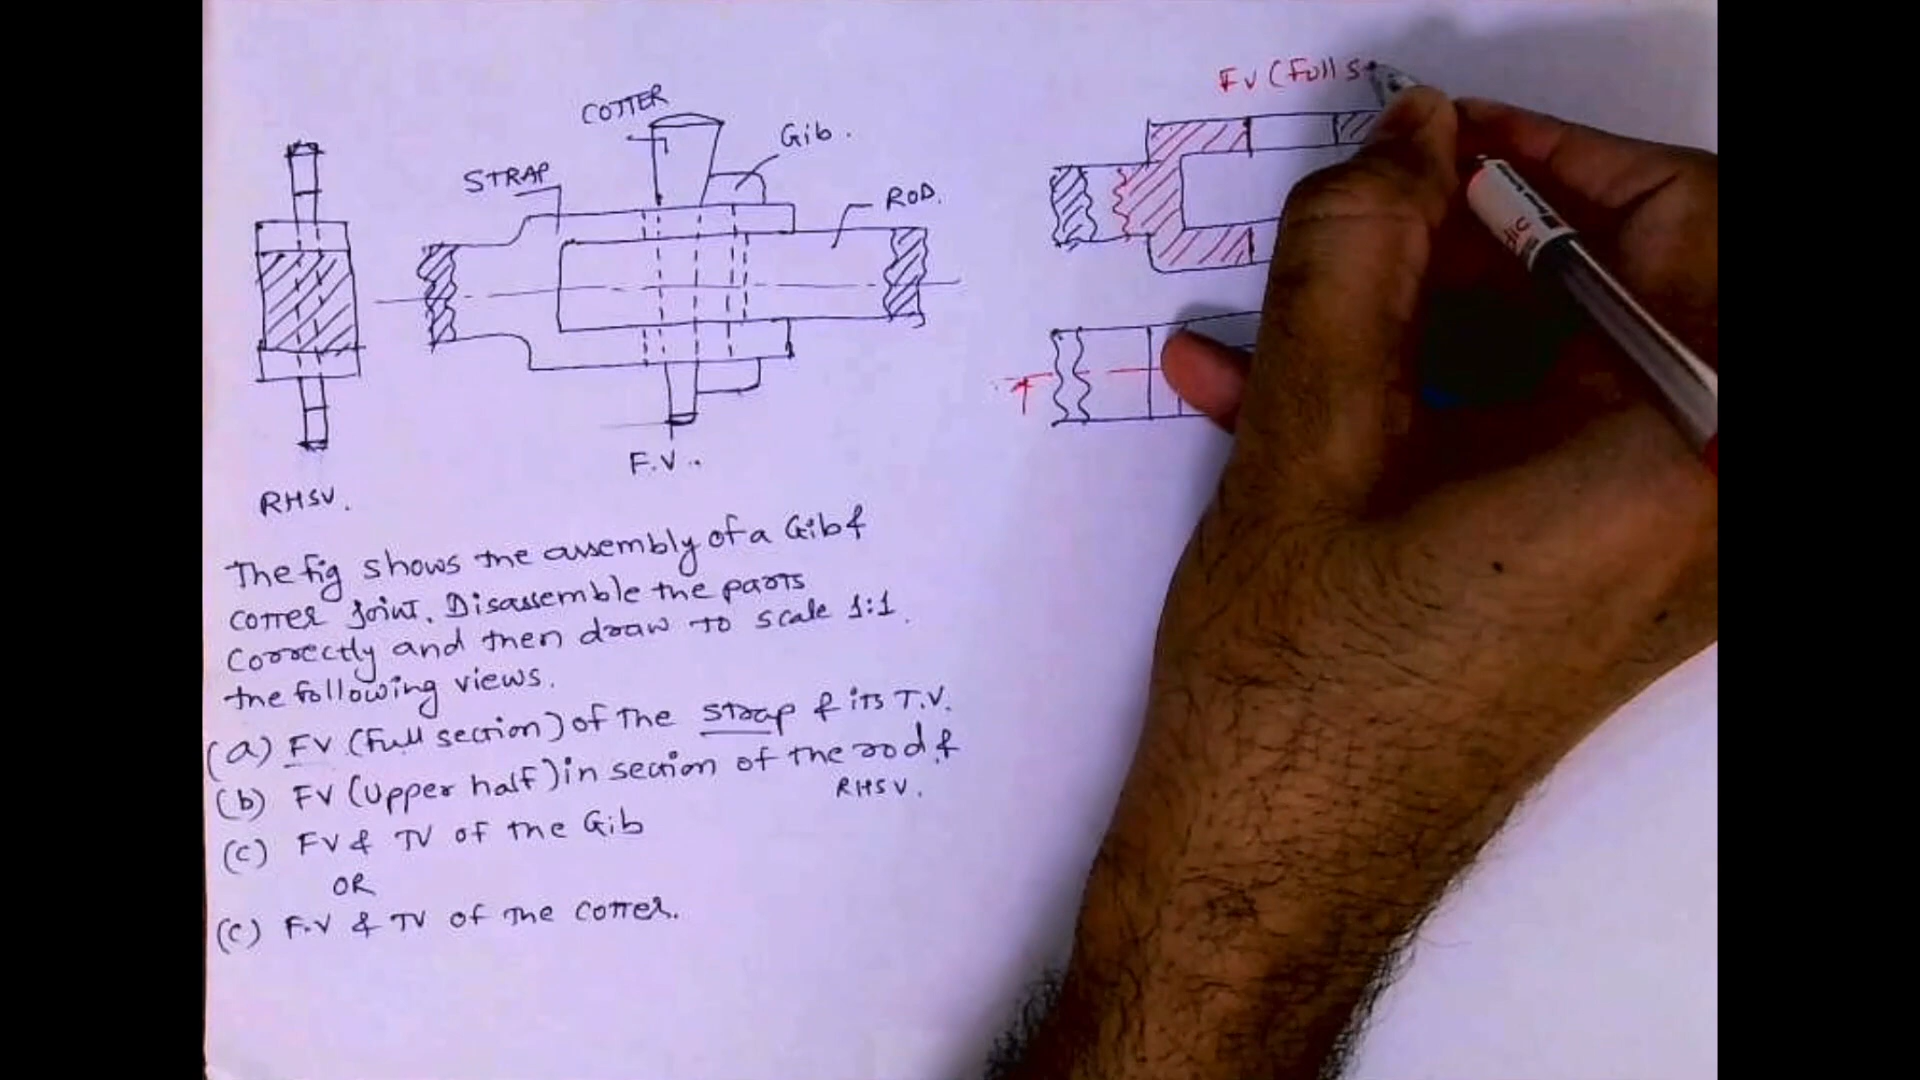 FV (Full s
COTTER
Gib.
STRAP
ROD.
F.V..
RHSV.
The fig shows the assembly of a Gib &
cotter joint. Disassemble the parts
correctly and then draw to scale 1:1.
the following views.
(a) FV (Full section) of the strap & its T.V.
(b) FV (Upper half) in section of the rod &
RHSV.
(c) FV & TV of the Gib
OR
(c) F.V & TV of the cotter.